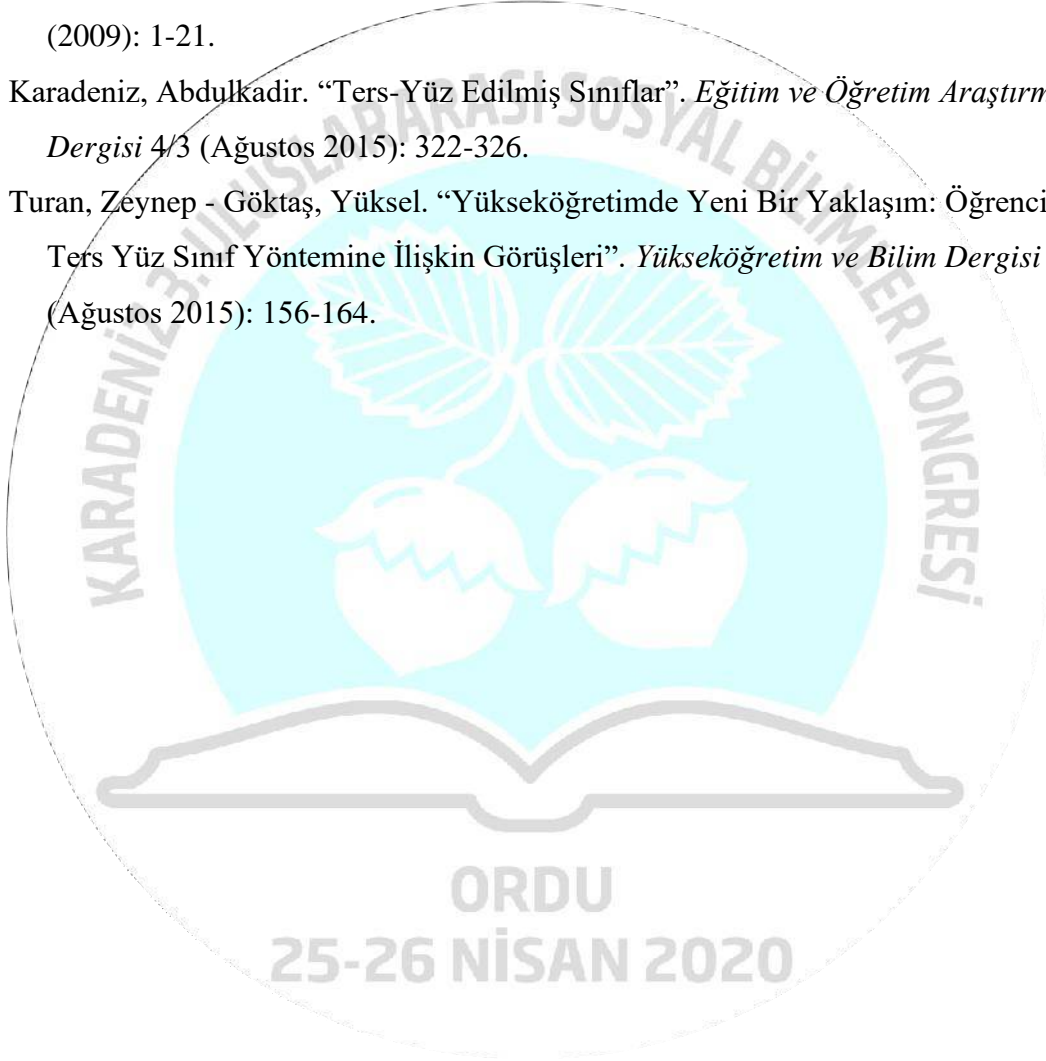 (2009): 1-21.
Karadeniz, Abdulkadir. “Ters-Yüz Edilmiş Sınıflar”. Eğitim ve Öğretim Araştırm
Dergisi 4/3 (Ağustos 2015): 322-326.
Turan, Zeynep - Göktaş, Yüksel. “Yükseköğretimde Yeni Bir Yaklaşım: Öğrenci
Ters Yüz Sınıf Yöntemine İlişkin Görüşleri”. Yükseköğretim ve Bilim Dergisi
(Ağustos 2015): 156-164.
KARADENİZ 3. ULUSLARARASI SOSYAL BİLİMLER KONGRESİ
ORDU
25-26 NİSAN 2020